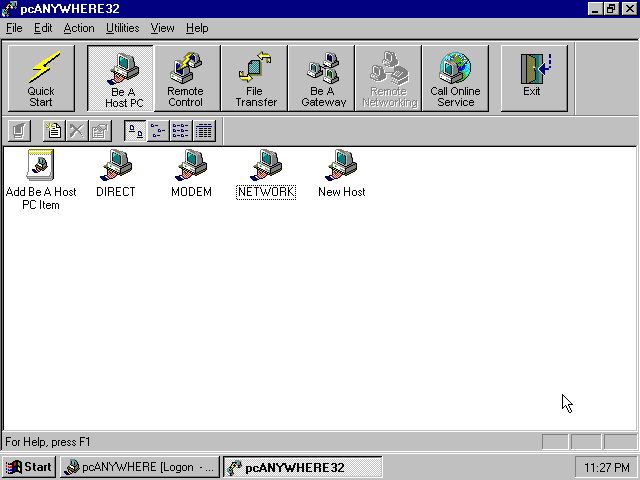 pcANYWHERE32
File Edit Action Utilities View Help
Quick Start
Be A Host PC
Remote Control
File Transfer
Be A Gateway
Remote Networking
Call Online Service
Exit
Add Be A Host PC Item
DIRECT
MODEM
NETWORK
New Host
For Help, press F1
Start
pcANYWHERE [Logon - ...
pcANYWHERE32
11:27 PM